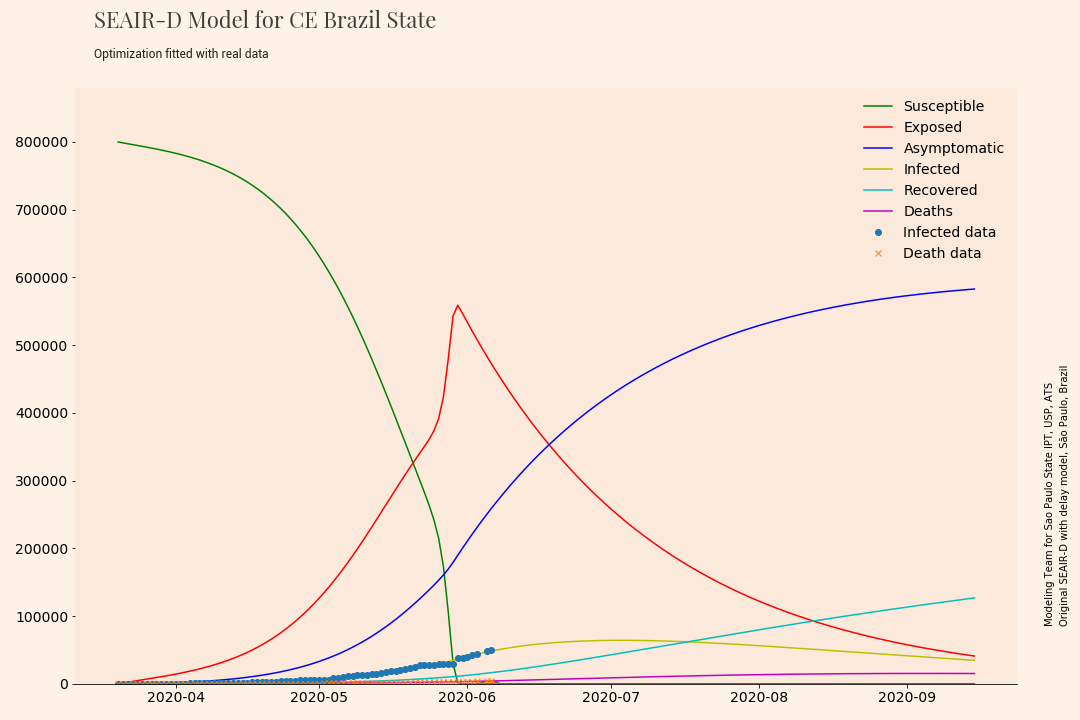 SEAIR-D Model for CE Brazil State
Optimization fitted with real data
Susceptible
Exposed
Asymptomatic
Infected
Recovered
Deaths
Infected data
Death data
800000
700000
600000
500000
400000
300000
200000
100000
0
2020-04
2020-05
2020-06
2020-07
2020-08
2020-09
Modeling Team for Sao Paulo State IPT, USP, ATS
Original SEAIR-D with delay model, São Paulo, Brazil